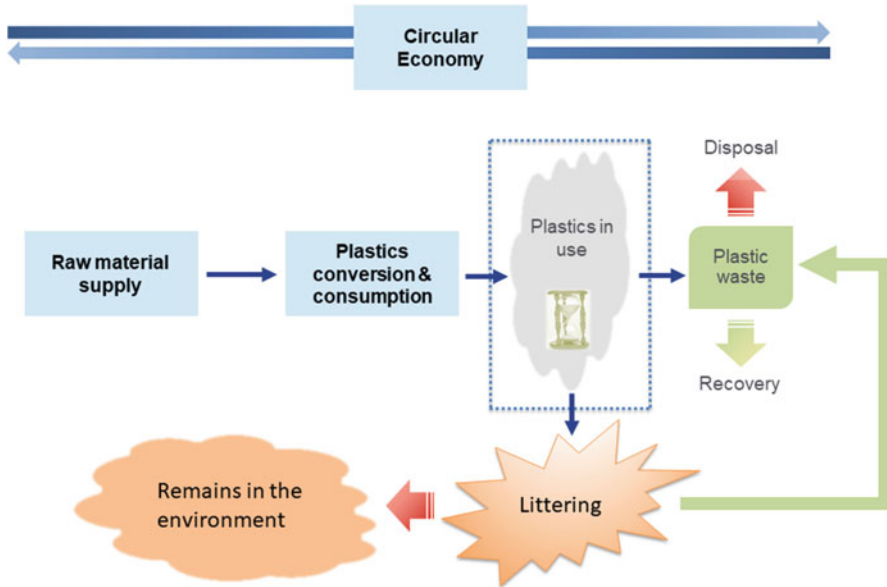 Circular
Economy
Disposal
Raw material
supply
Plastics
conversion &
consumption
Plastics in
use
Plastic
waste
Recovery
Remains in the
environment
Littering